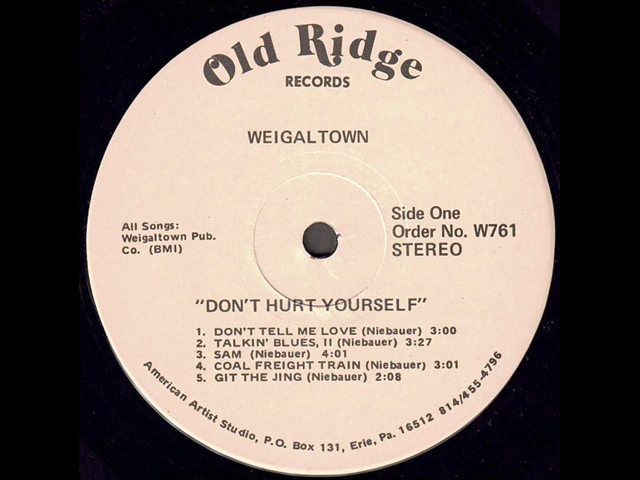 Old Ridge
RECORDS
WEIGALTOWN
All Songs:
Weigaltown Pub.
Co. (BMI)
Side One
Order No. W761
STEREO
"DON'T HURT YOURSELF"
1. DON'T TELL ME LOVE (Niebauer) 3:00
2. TALKIN' BLUES, II (Niebauer) 3:27
3. SAM (Niebauer) 4:01
4. COAL FREIGHT TRAIN (Niebauer) 3:01
5. GIT THE JING (Niebauer) 2:08
American Artist Studio, P.O. Box 131, Erie, Pa. 16512 814/455-4796